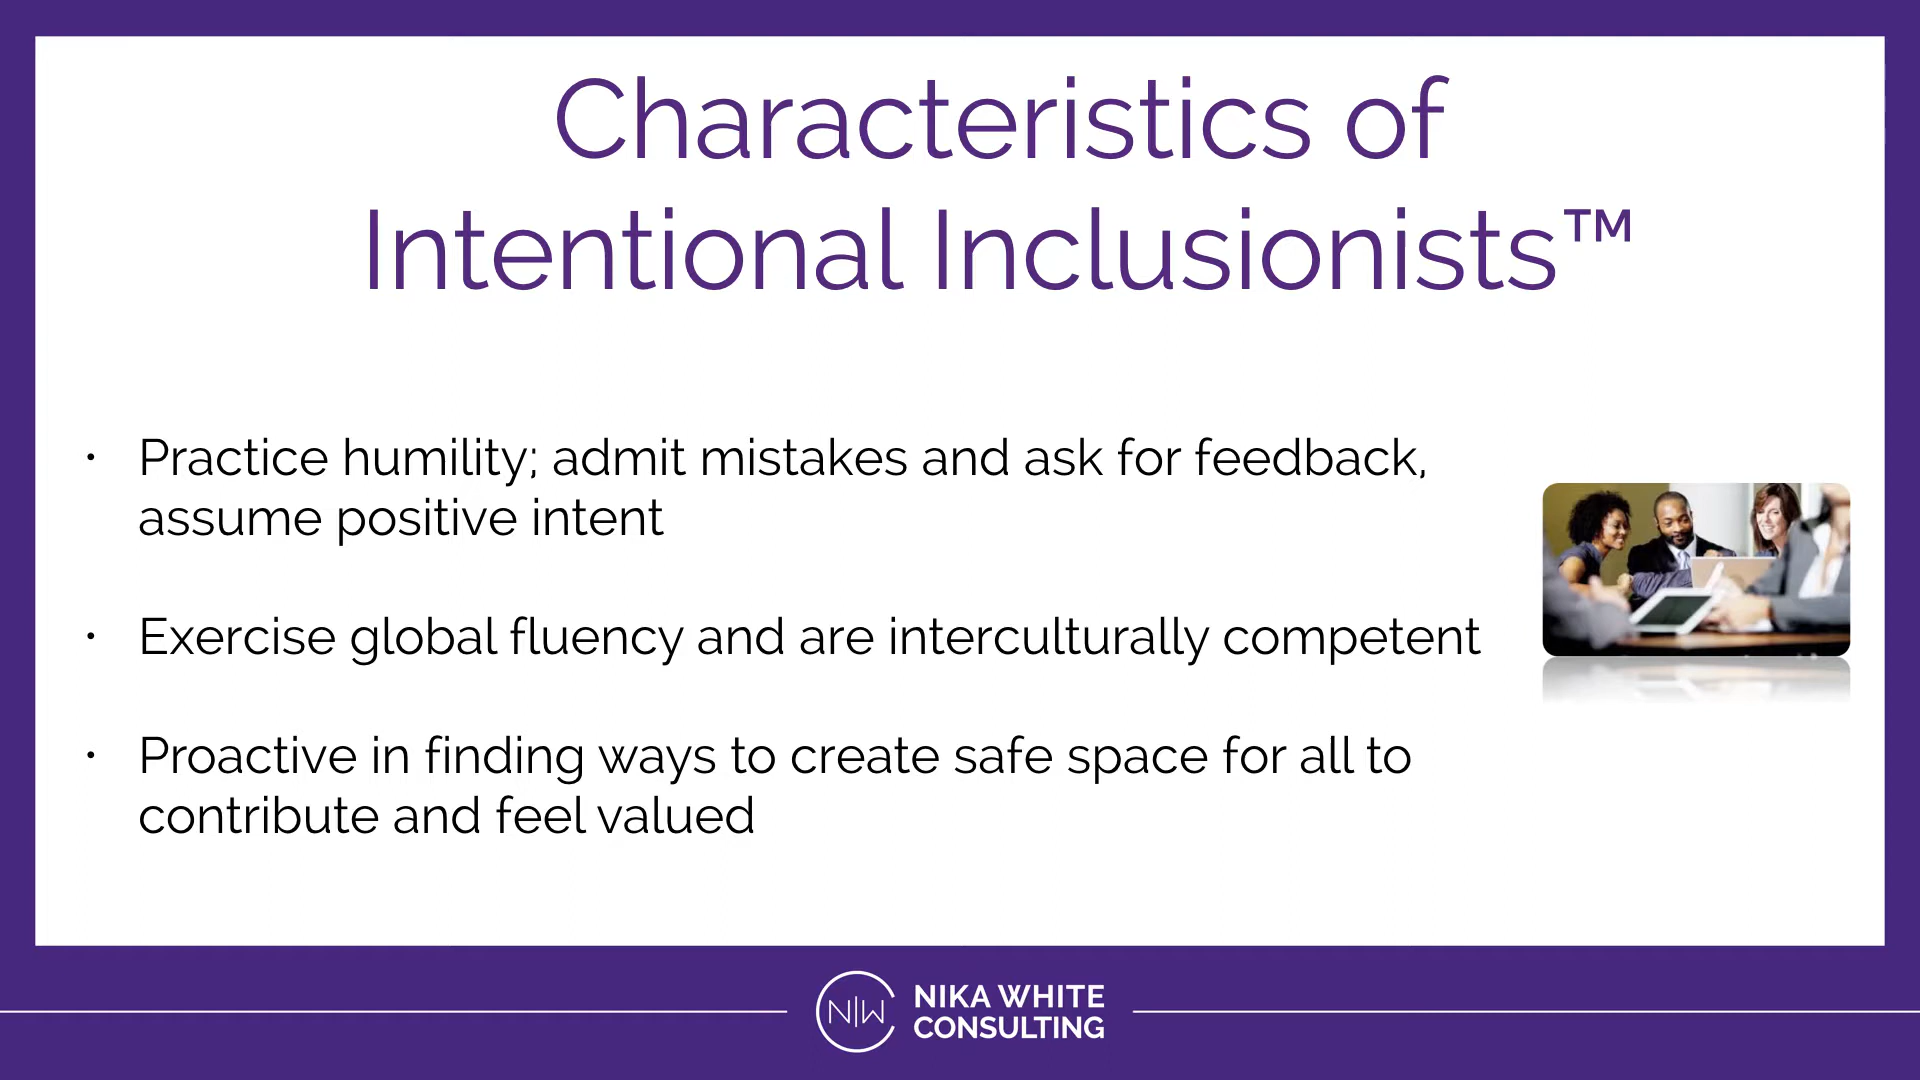 Characteristics of
Intentional Inclusionists™
• Practice humility; admit mistakes and ask for feedback,
assume positive intent
• Exercise global fluency and are interculturally competent
• Proactive in finding ways to create safe space for all to
contribute and feel valued
N|W NIKA WHITE
CONSULTING